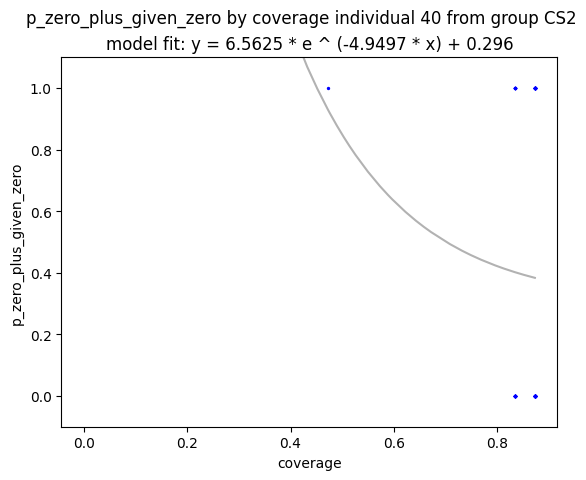 p_zero_plus_given_zero by coverage individual 40 from group CS2
model fit: y = 6.5625 * e ^ (-4.9497 * x) + 0.296
p_zero_plus_given_zero
1.0
0.8
0.6
0.4
0.2
0.0
0.0 0.2 0.4 0.6 0.8
coverage